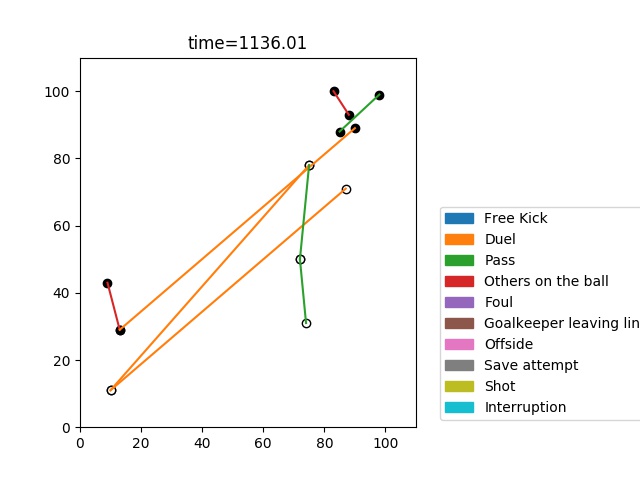 time=1136.01
100
80
60
40
20
0
0 20 40 60 80 100
Free Kick
Duel
Pass
Others on the ball
Foul
Goalkeeper leaving lin
Offside
Save attempt
Shot
Interruption